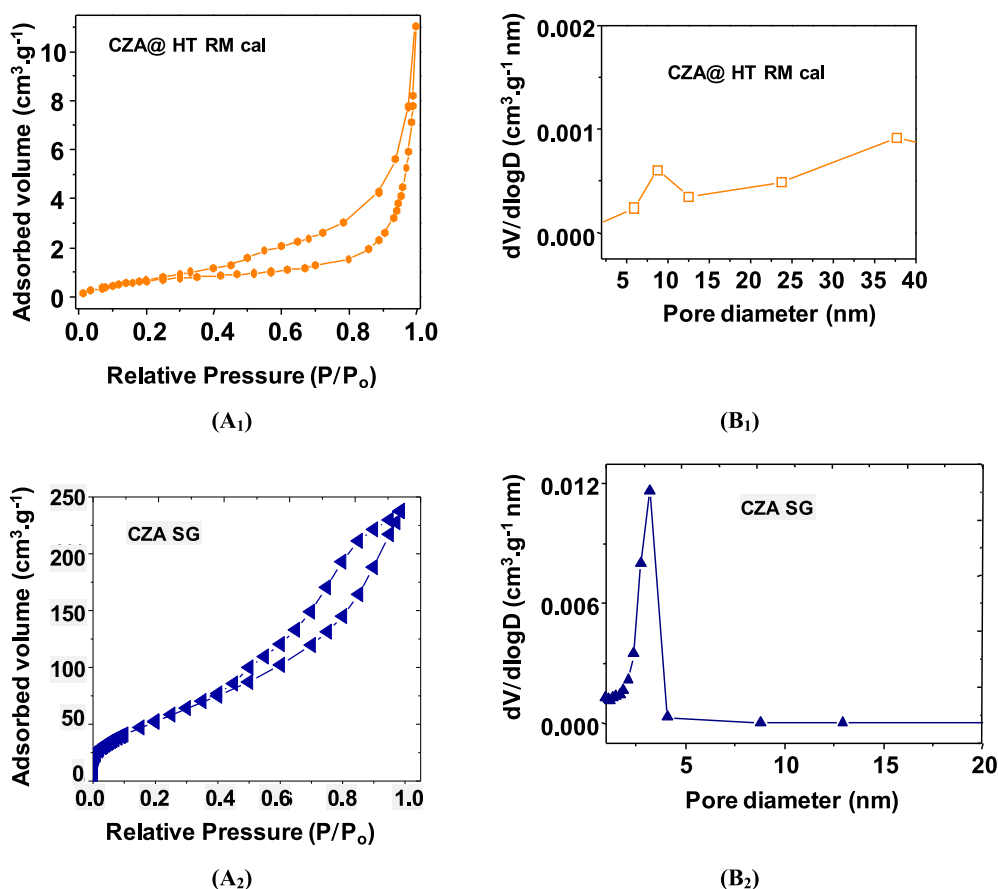 CZA@ HT RM cal
Adsorbed volume (cm³.g⁻¹)
10
8
6
4
2
0
0.0 0.2 0.4 0.6 0.8 1.0
Relative Pressure (P/Pₒ)
(A₁)
CZA@ HT RM cal
dV/dlogD (cm³.g⁻¹ nm)
0.002
0.001
0.000
5 10 15 20 25 30 35 40
Pore diameter (nm)
(B₁)
CZA SG
Adsorbed volume (cm³.g⁻¹)
250
200
150
100
50
0
0.0 0.2 0.4 0.6 0.8 1.0
Relative Pressure (P/Pₒ)
(A₂)
CZA SG
dV/dlogD (cm³.g⁻¹ nm)
0.012
0.006
0.000
5 10 15 20
Pore diameter (nm)
(B₂)